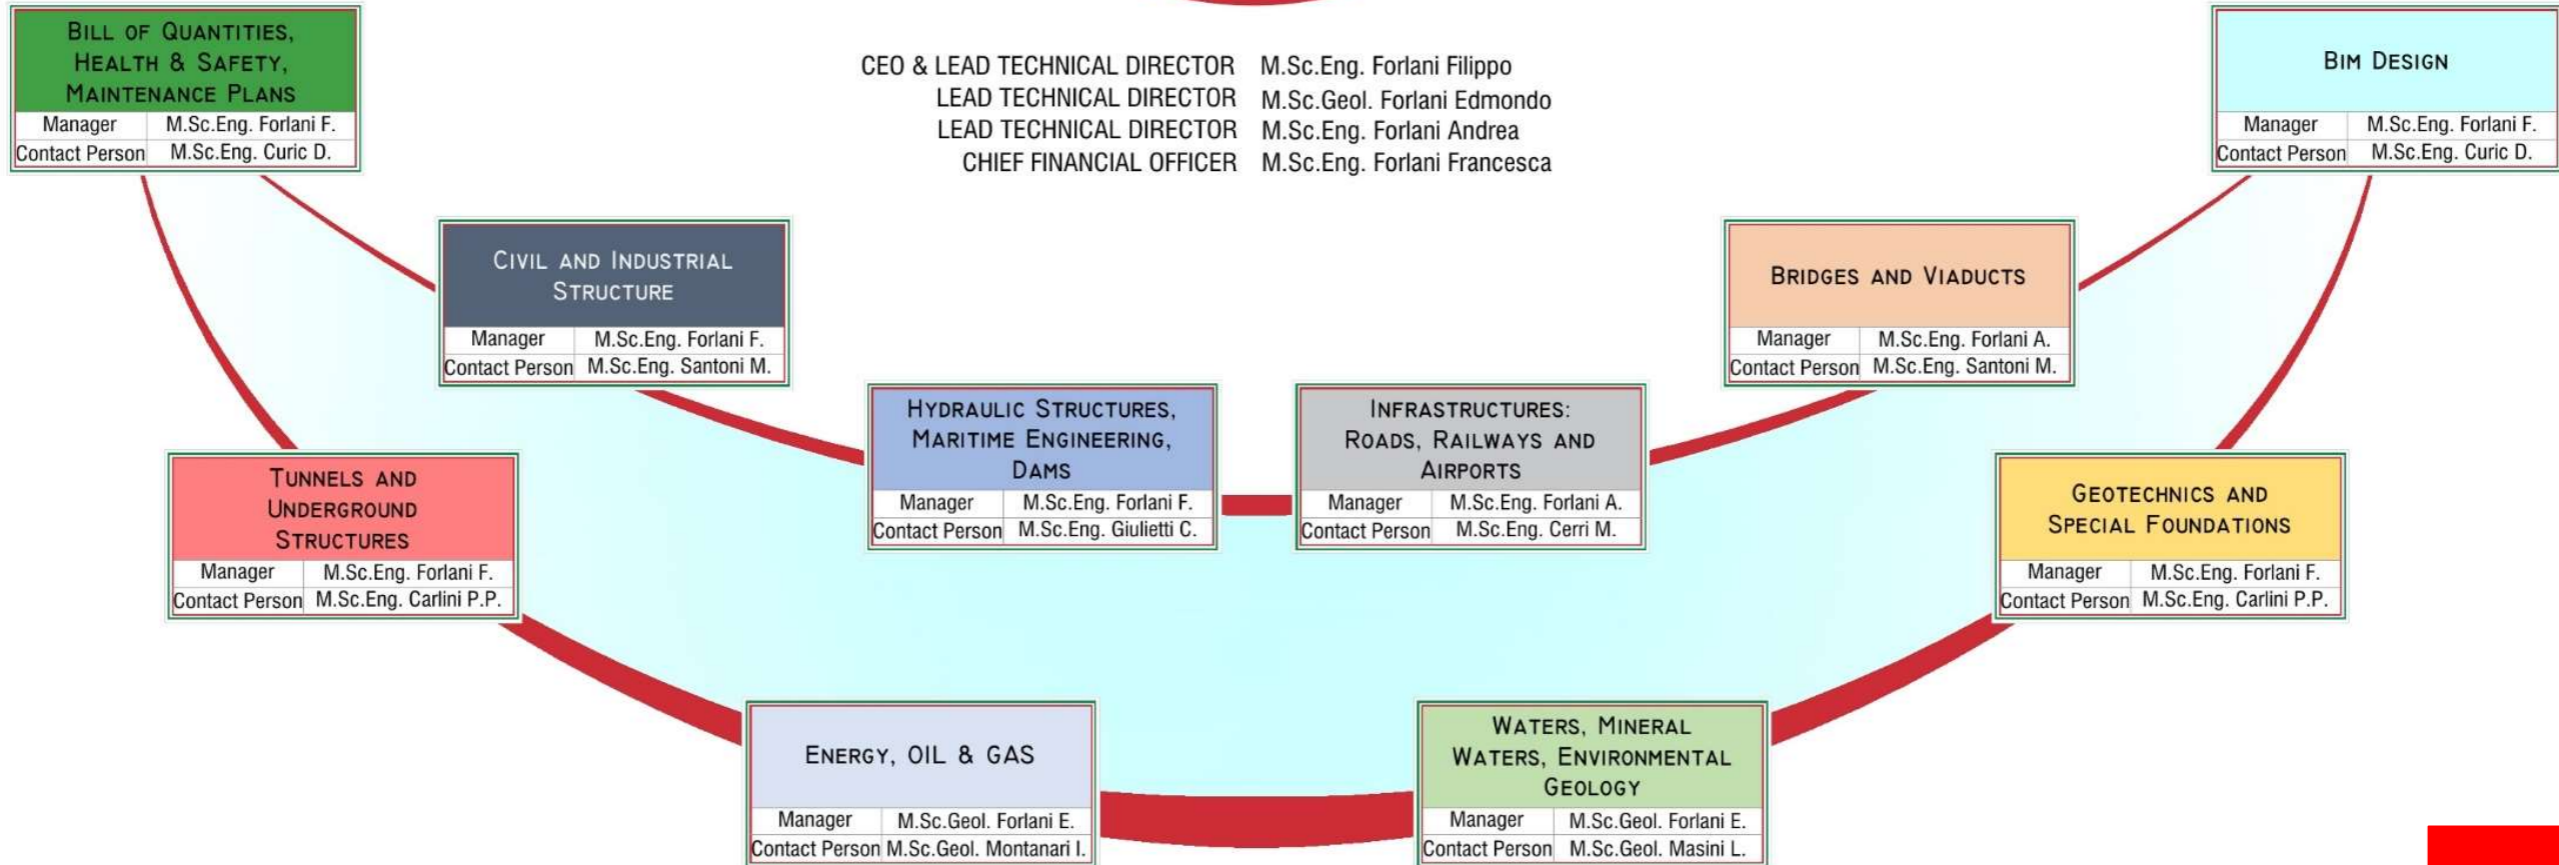 BILL OF QUANTITIES,
HEALTH & SAFETY,
MAINTENANCE PLANS
Manager M.Sc.Eng. Forlani F.
Contact Person M.Sc.Eng. Curic D.
CEO & LEAD TECHNICAL DIRECTOR M.Sc.Eng. Forlani Filippo
LEAD TECHNICAL DIRECTOR M.Sc.Geol. Forlani Edmondo
LEAD TECHNICAL DIRECTOR M.Sc.Eng. Forlani Andrea
CHIEF FINANCIAL OFFICER M.Sc.Eng. Forlani Francesca
BIM DESIGN
Manager M.Sc.Eng. Forlani F.
Contact Person M.Sc.Eng. Curic D.
CIVIL AND INDUSTRIAL
STRUCTURE
Manager M.Sc.Eng. Forlani F.
Contact Person M.Sc.Eng. Santoni M.
BRIDGES AND VIADUCTS
Manager M.Sc.Eng. Forlani A.
Contact Person M.Sc.Eng. Santoni M.
HYDRAULIC STRUCTURES,
MARITIME ENGINEERING,
DAMS
Manager M.Sc.Eng. Forlani F.
Contact Person M.Sc.Eng. Giulietti C.
INFRASTRUCTURES:
ROADS, RAILWAYS AND
AIRPORTS
Manager M.Sc.Eng. Forlani A.
Contact Person M.Sc.Eng. Cerri M.
TUNNELS AND
UNDERGROUND
STRUCTURES
Manager M.Sc.Eng. Forlani F.
Contact Person M.Sc.Eng. Carlini P.P.
GEOTECHNICS AND
SPECIAL FOUNDATIONS
Manager M.Sc.Eng. Forlani F.
Contact Person M.Sc.Eng. Carlini P.P.
ENERGY, OIL & GAS
Manager M.Sc.Geol. Forlani E.
Contact Person M.Sc.Geol. Montanari I.
WATERS, MINERAL
WATERS, ENVIRONMENTAL
GEOLOGY
Manager M.Sc.Geol. Forlani E.
Contact Person M.Sc.Geol. Masini L.